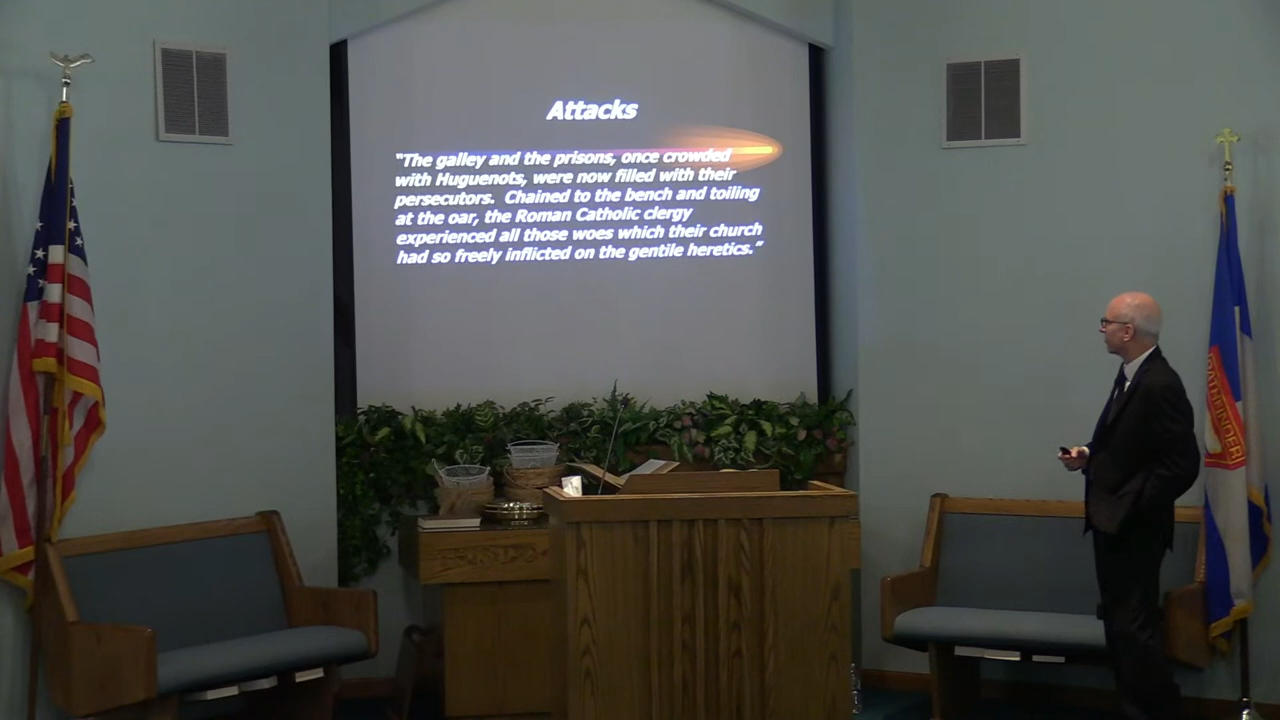 Attacks
"The galley and the prisons, once crowded
with Huguenots, were now filled with their
persecutors. Chained to the bench and toiling
at the oar, the Roman Catholic clergy
experienced all those woes which their church
had so freely inflicted on the gentile heretics."
PATHFINDER